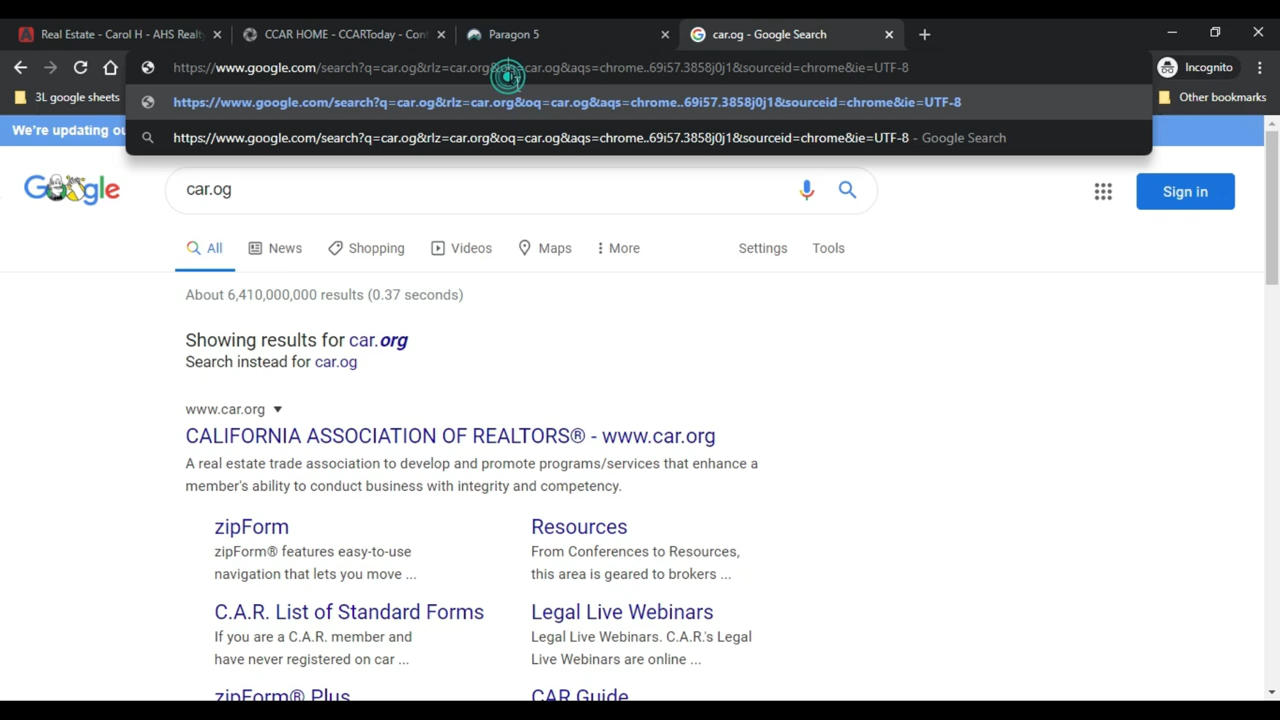 Real Estate - Carol H - AHS Realt
CCAR HOME - CCARToday - Con
Paragon 5
car.og - Google Search
https://www.google.com/search?q=car.og&rlz=car.org&oq=car.og&aqs=chrome..69i57.3858j0j1&sourceid=chrome&ie=UTF-8
Incognito
3L google sheets
https://www.google.com/search?q=car.og&rlz=car.org&oq=car.og&aqs=chrome..69i57.3858j0j1&sourceid=chrome&ie=UTF-8
Other bookmarks
We're updating ou
https://www.google.com/search?q=car.og&rlz=car.org&oq=car.og&aqs=chrome..69i57.3858j0j1&sourceid=chrome&ie=UTF-8 - Google Search
Google
car.og
Sign in
All
News
Shopping
Videos
Maps
More
Settings
Tools
About 6,410,000,000 results (0.37 seconds)
Showing results for car.org
Search instead for car.og
www.car.org
CALIFORNIA ASSOCIATION OF REALTORS® - www.car.org
A real estate trade association to develop and promote programs/services that enhance a
member's ability to conduct business with integrity and competency.
zipForm
zipForm® features easy-to-use
navigation that lets you move ...
Resources
From Conferences to Resources,
this area is geared to brokers ...
C.A.R. List of Standard Forms
If you are a C.A.R. member and
have never registered on car ...
Legal Live Webinars
Legal Live Webinars. C.A.R.'s Legal
Live Webinars are online ...
zipForm® Plus
CAR Guide